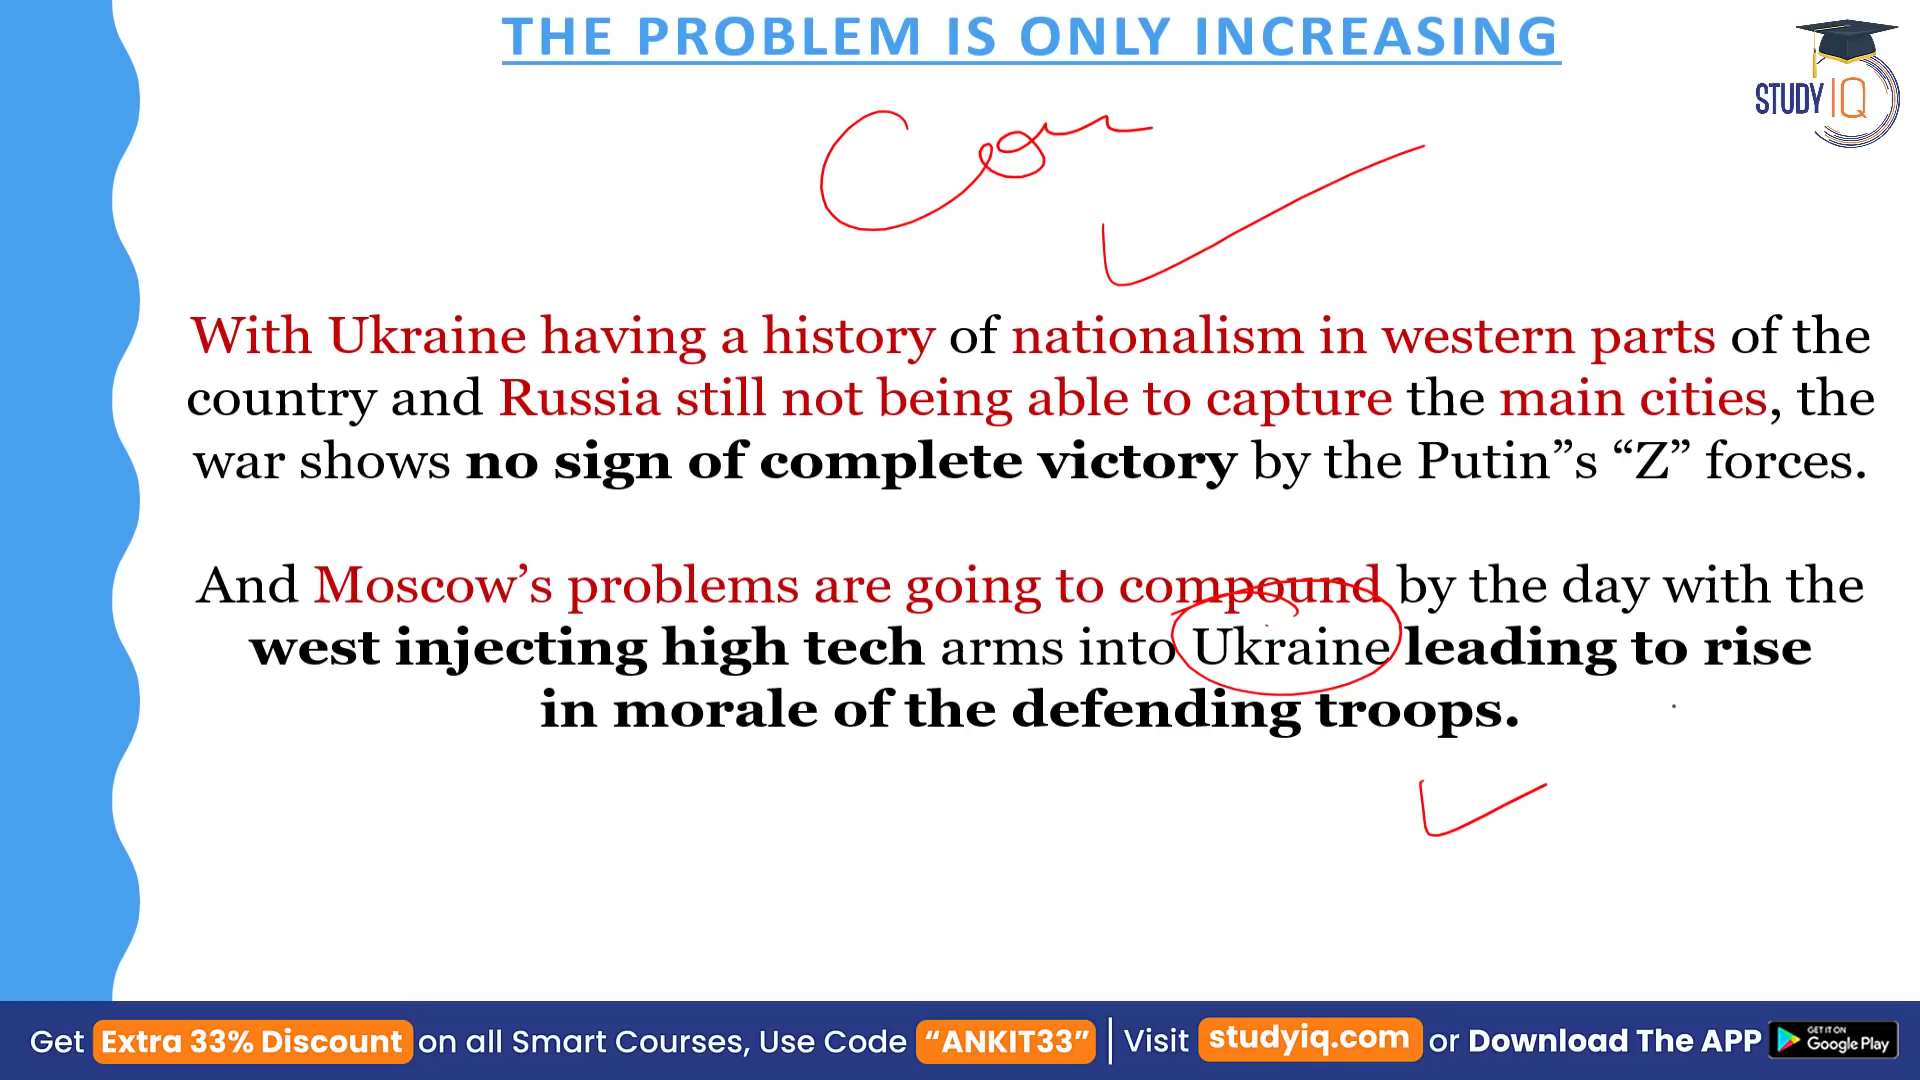 THE PROBLEM IS ONLY INCREASING
STUDY IQ
With Ukraine having a history of nationalism in western parts of the
country and Russia still not being able to capture the main cities, the
war shows no sign of complete victory by the Putin”s “Z” forces.
And Moscow’s problems are going to compound by the day with the
west injecting high tech arms into Ukraine leading to rise
in morale of the defending troops.
Get Extra 33% Discount on all Smart Courses, Use Code “ANKIT33” | Visit studyiq.com or Download The APP
GET IT ON
Google Play